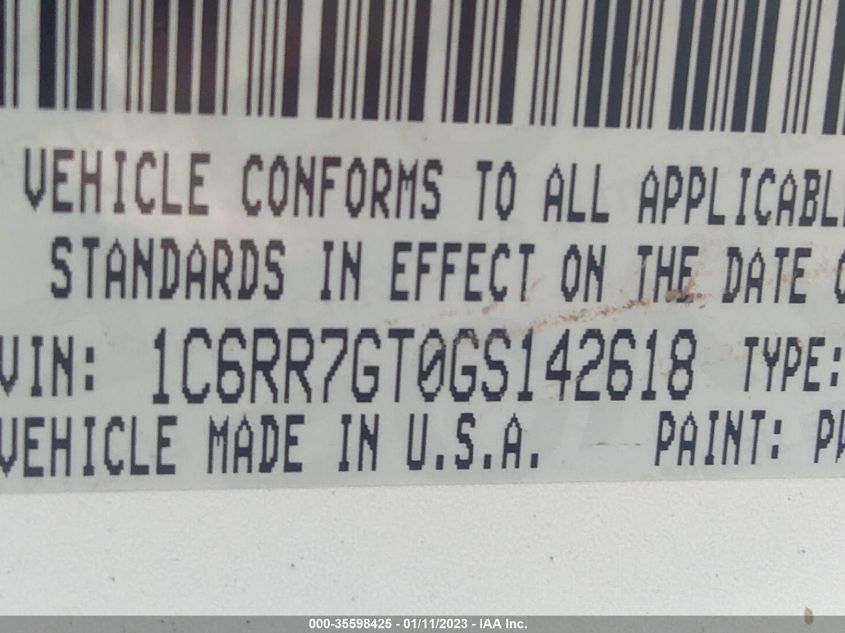 VEHICLE CONFORMS TO ALL APPLICABL
STANDARDS IN EFFECT ON THE DATE
VIN: 1C6RR7GT0GS142618 TYPE:
VEHICLE MADE IN U.S.A. PAINT: PW
000-35598425 - 01/11/2023 - IAA Inc.